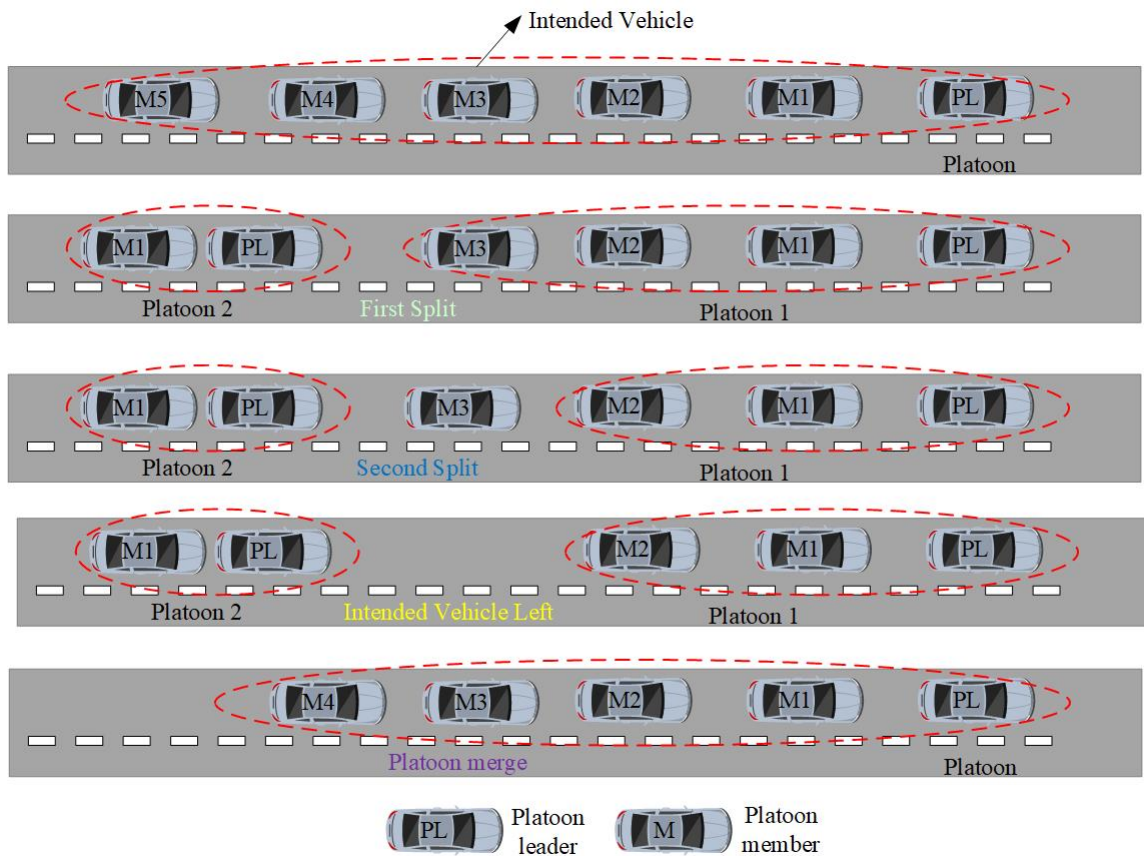 Intended Vehicle
M5 M4 M3 M2 M1 PL
Platoon
M1 PL M3 M2 M1 PL
Platoon 2 First Split Platoon 1
M1 PL M3 M2 M1 PL
Platoon 2 Second Split Platoon 1
M1 PL M2 M1 PL
Platoon 2 Intended Vehicle Left Platoon 1
M4 M3 M2 M1 PL
Platoon merge Platoon
PL Platoon leader M Platoon member